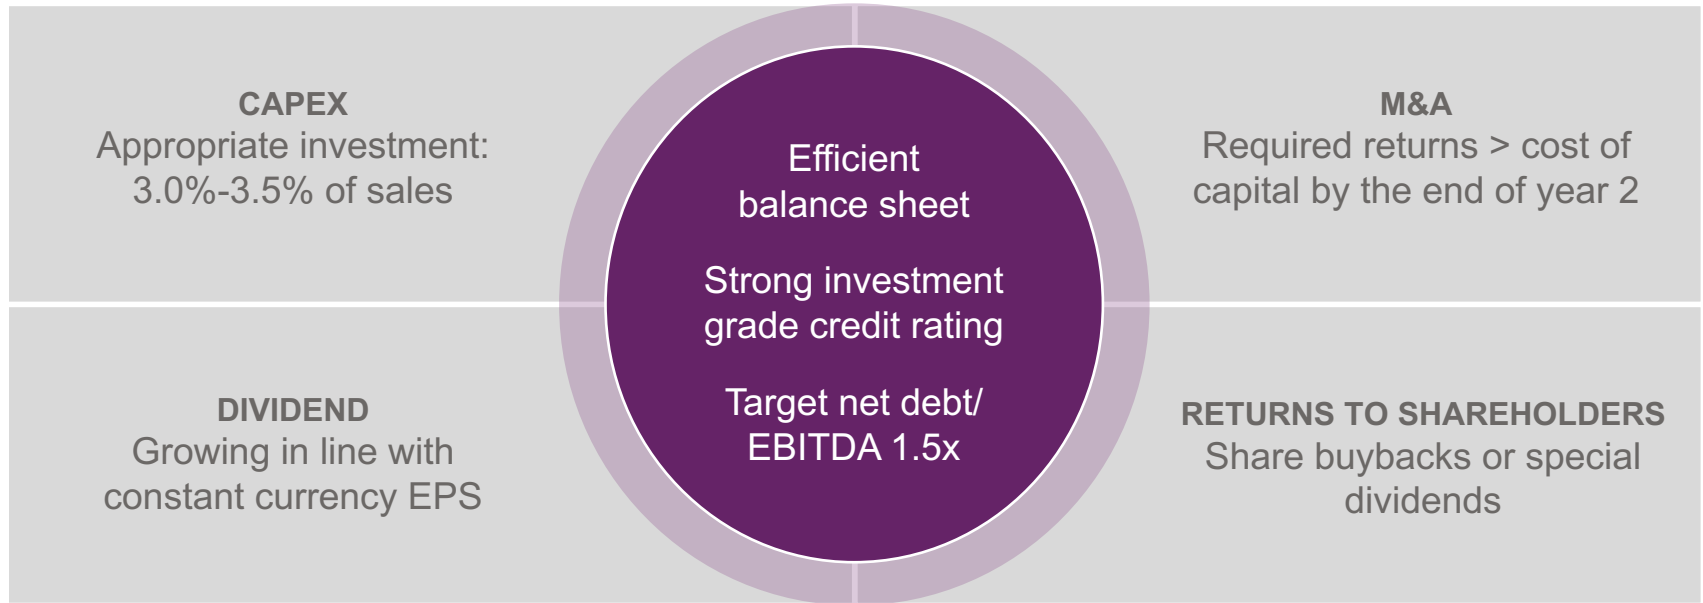 CAPEX
Appropriate investment:
3.0%-3.5% of sales
Efficient
balance sheet
Strong investment
grade credit rating
Target net debt/
EBITDA 1.5x
M&A
Required returns > cost of
capital by the end of year 2
DIVIDEND
Growing in line with
constant currency EPS
RETURNS TO SHAREHOLDERS
Share buybacks or special
dividends